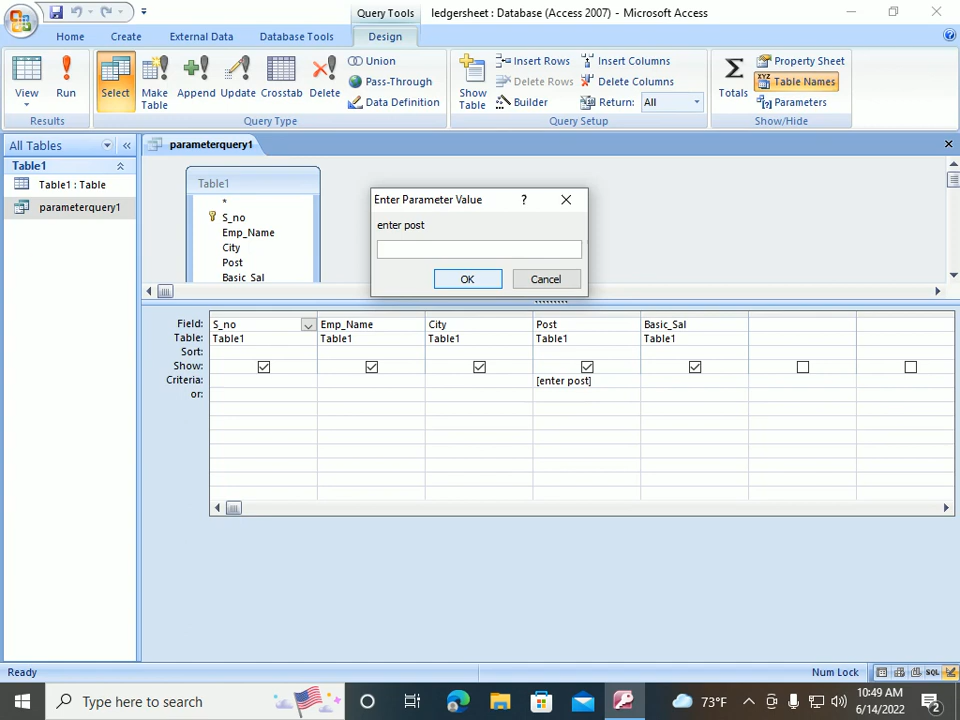 Query Tools
ledgersheet : Database (Access 2007) - Microsoft Access
Home
Create
External Data
Database Tools
Design
View
Run
Results
Select
Make Table
Append
Update
Crosstab
Delete
Union
Pass-Through
Data Definition
Query Type
Show Table
Insert Rows
Delete Rows
Builder
Insert Columns
Delete Columns
Return: All
Query Setup
Σ
Totals
Property Sheet
XYZ Table Names
[?] Parameters
Show/Hide
All Tables
«
parameterquery1
Table1
Table1 : Table
parameterquery1
Table1
*
S_no
Emp_Name
City
Post
Basic_Sal
Enter Parameter Value
?
enter post
OK
Cancel
Field: S_no Emp_Name City Post Basic_Sal
Table: Table1 Table1 Table1 Table1 Table1
Sort:
Show:
Criteria: [enter post]
or:
Ready
Num Lock
SQL
Type here to search
73°F
10:49 AM
6/14/2022
2